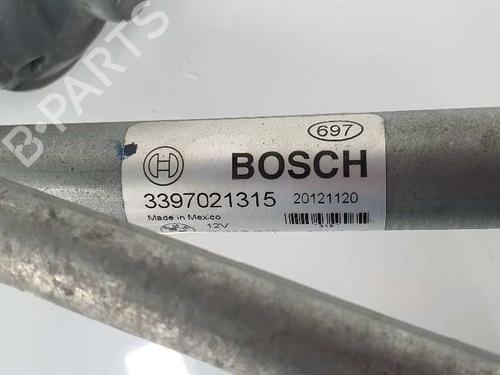 B-PARTS
697
BOSCH
3397021315 20121120
Made in Mexico
12V